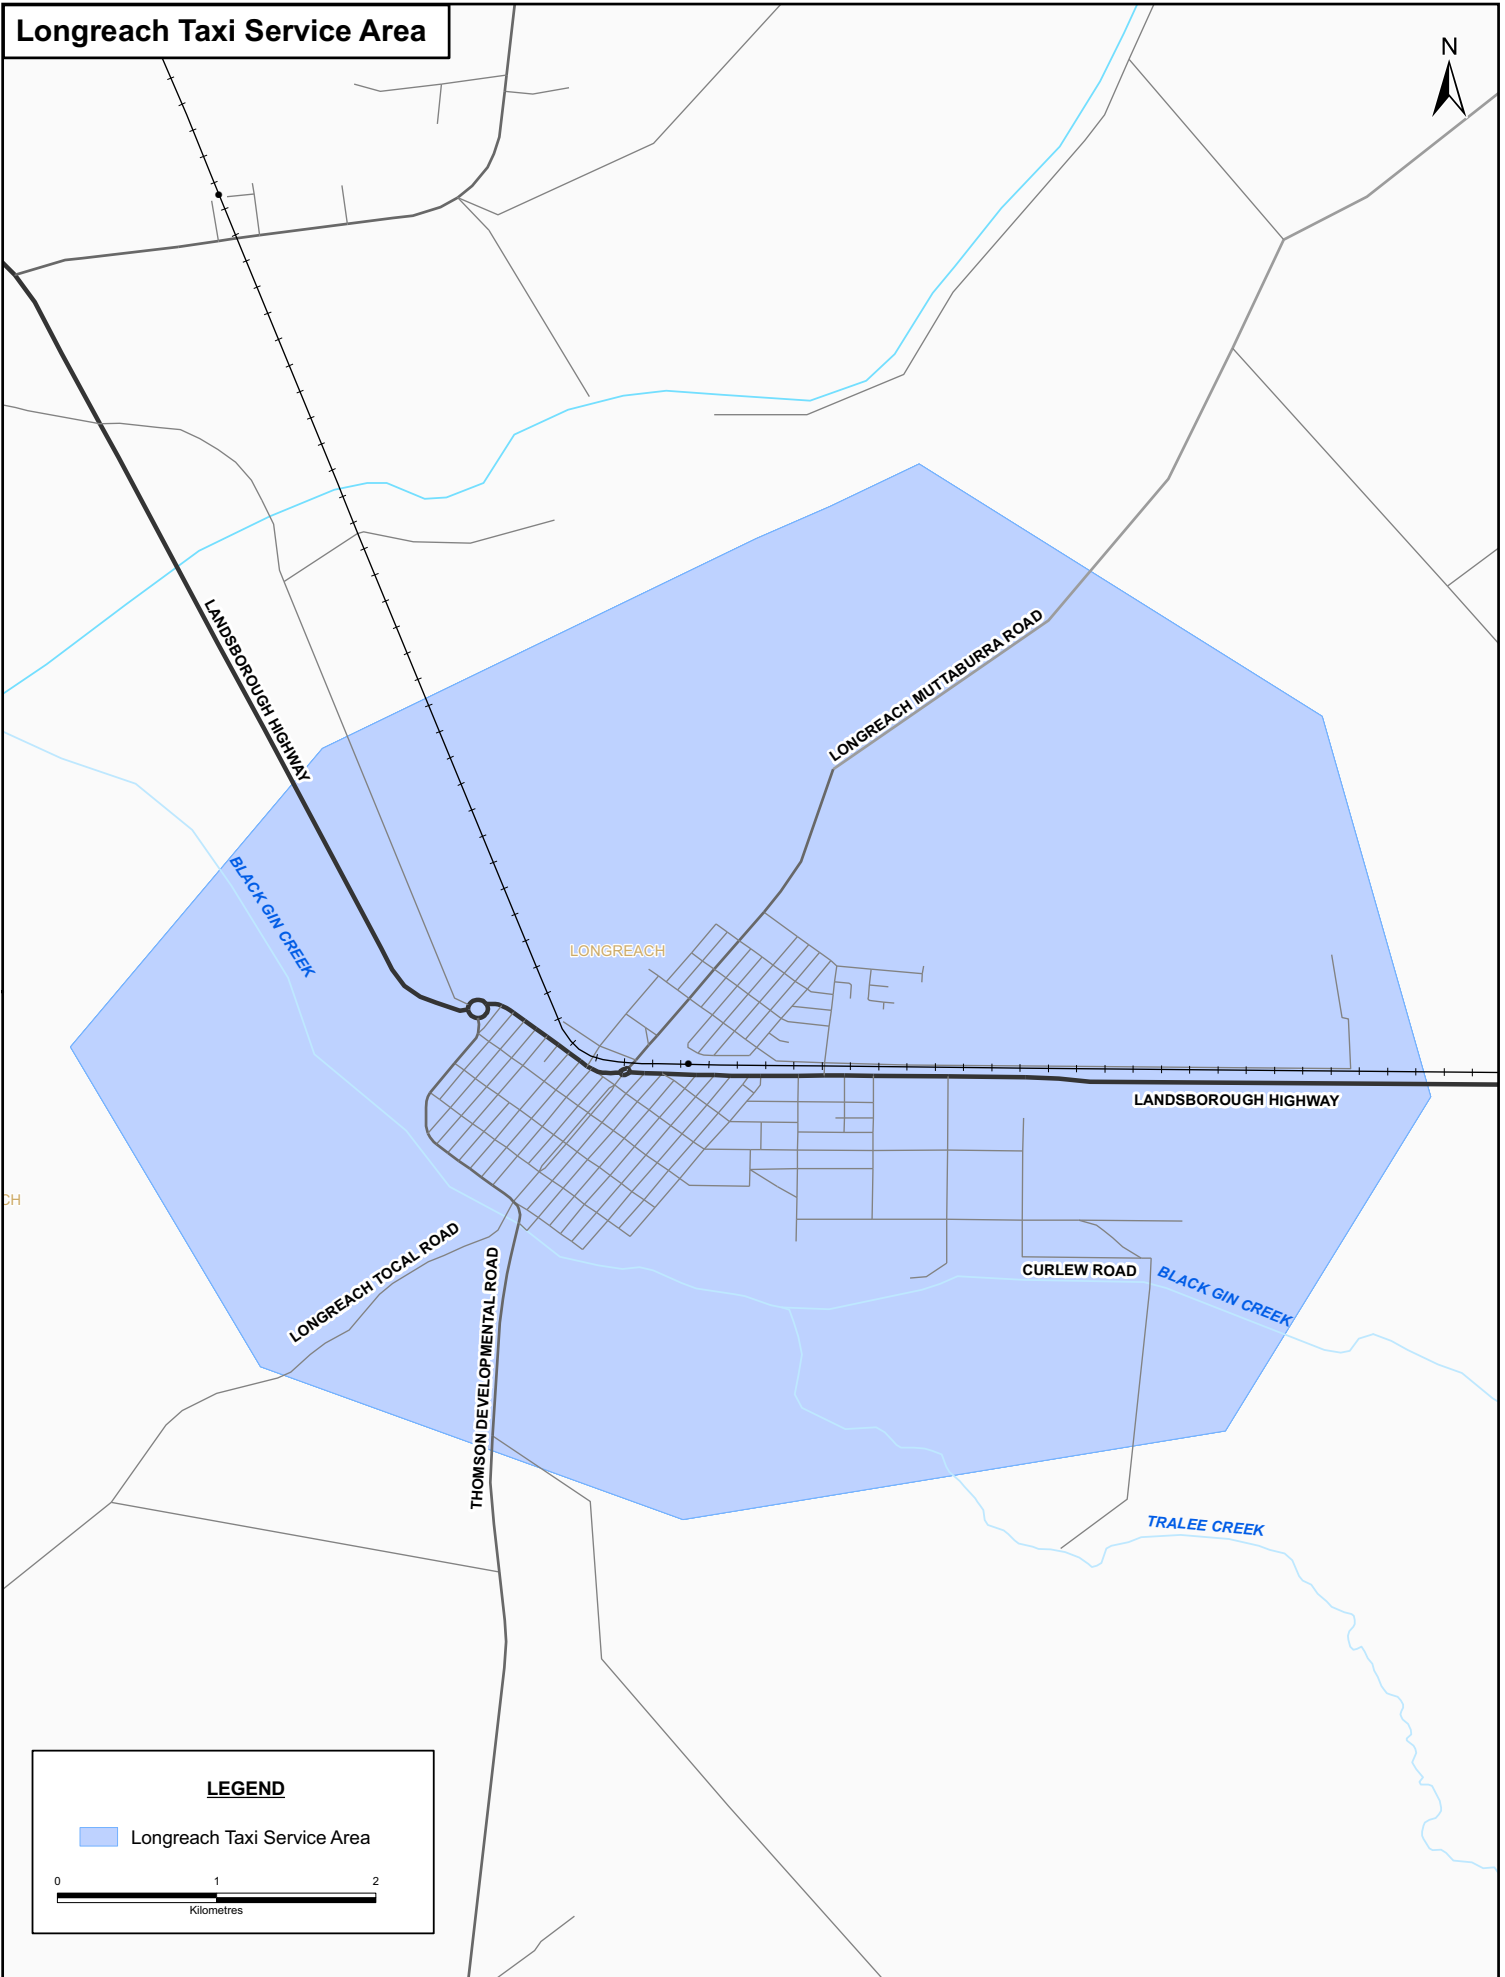 Longreach Taxi Service Area
N
LANDSBOROUGH HIGHWAY
LONGREACH MUTTABURRA ROAD
BLACK GIN CREEK
LONGREACH
LANDSBOROUGH HIGHWAY
CH
LONGREACH TOCAL ROAD
THOMSON DEVELOPMENTAL ROAD
CURLEW ROAD
BLACK GIN CREEK
TRALEE CREEK
LEGEND
Longreach Taxi Service Area
0 1 2
Kilometres